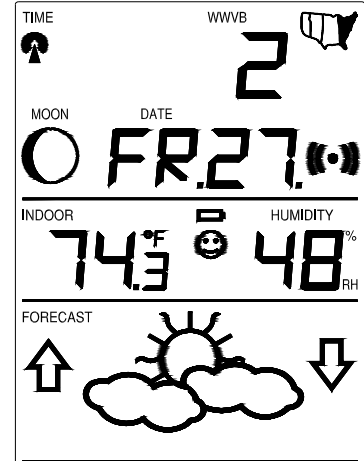 TIME WWVB
2
MOON DATE
FR.27.
INDOOR HUMIDITY
74.3 °F 48 % RH
FORECAST